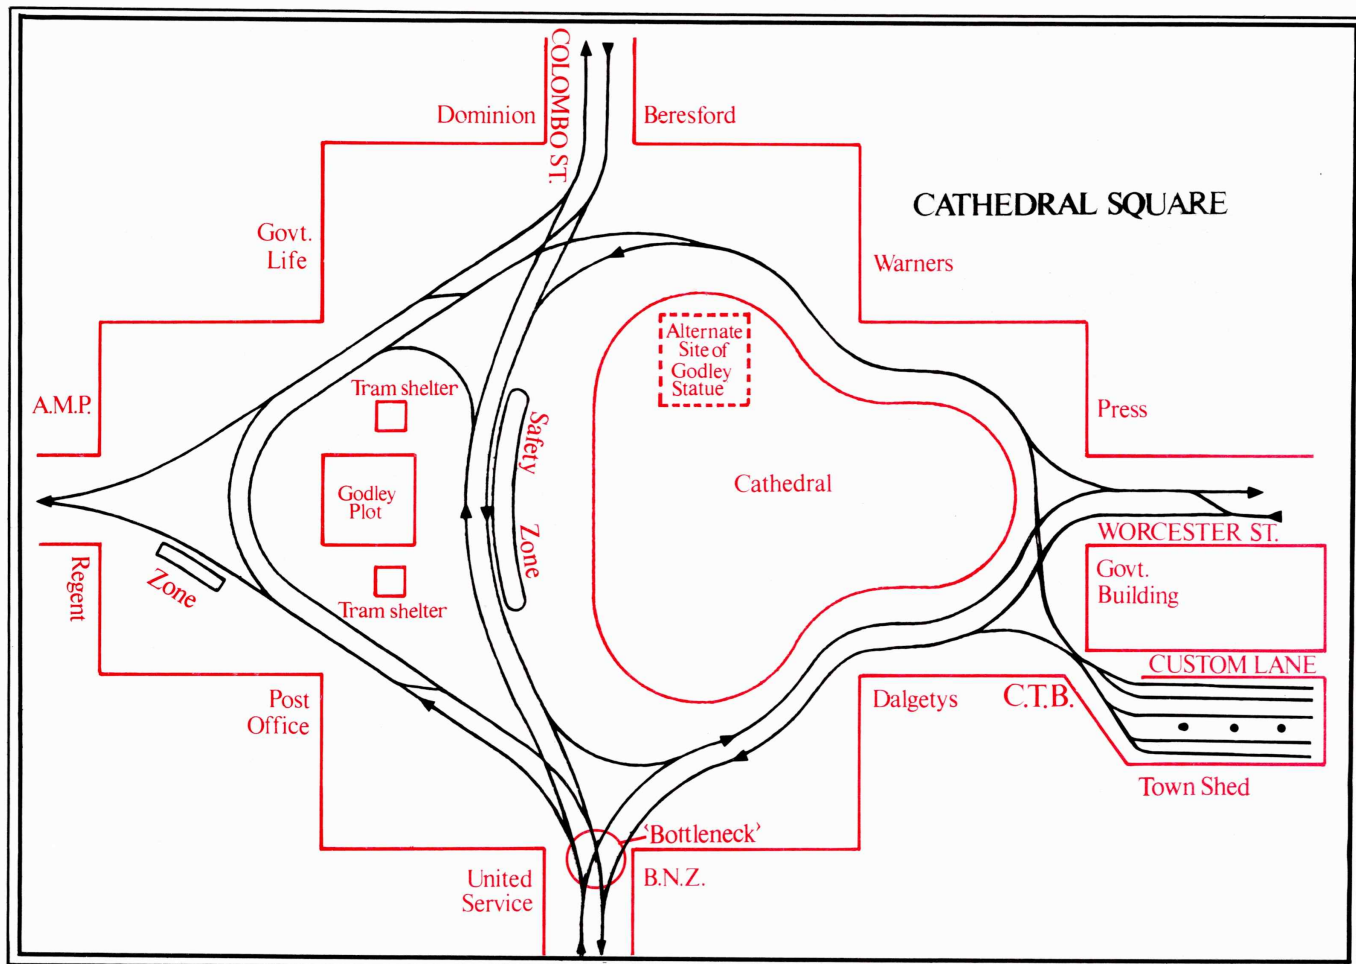 COLOMBO ST.
Dominion
Beresford
CATHEDRAL SQUARE
Govt.
Life
Warners
Alternate
Site of
Godley
Statue
A.M.P.
Tram shelter
Press
Safety
Zone
Cathedral
Godley
Plot
WORCESTER ST.
Regent
Zone
Govt.
Building
Tram shelter
CUSTOM LANE
Post
Office
Dalgetys
C.T.B.
Town Shed
'Bottleneck'
United
Service
B.N.Z.